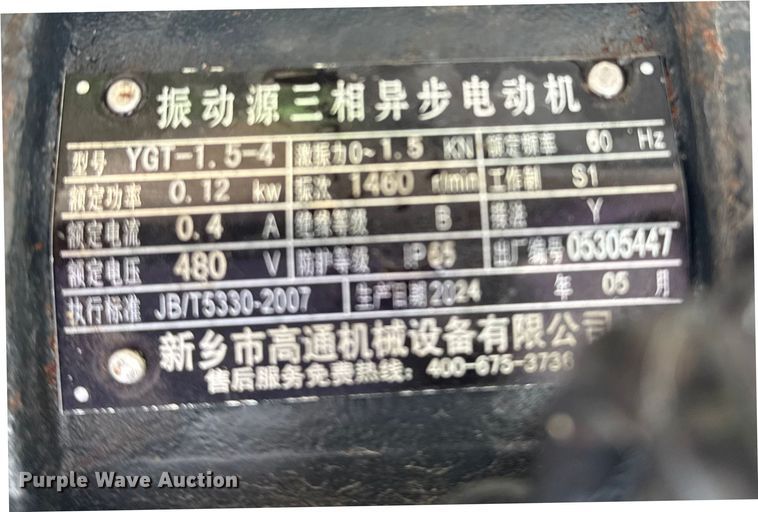 振动源三相异步电动机
型号 YGT-1.5-4 激振力 0~1.5 KN 额定频率 60 Hz
额定功率 0.12 kw 振次 1460 r/min 工作制 S1
额定电流 0.4 A 绝缘等级 B 接法 Y
额定电压 480 V 防护等级 IP65 出厂编号 05305447
执行标准 JB/T5330-2007 生产日期 2024 年 05 月
新乡市高通机械设备有限公司
售后服务免费热线: 400-675-3736
Purple Wave Auction